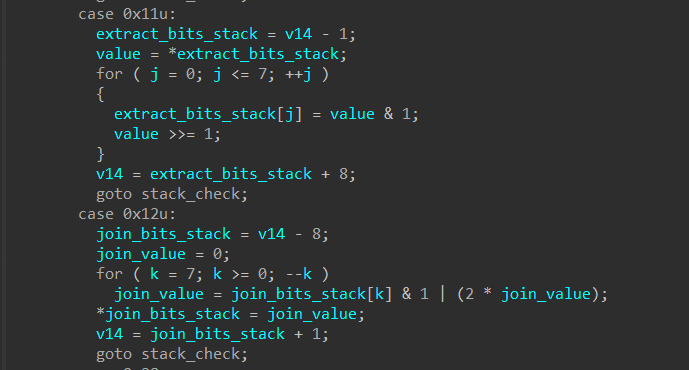 case 0x11u:
extract_bits_stack = v14 - 1;
value = *extract_bits_stack;
for ( j = 0; j <= 7; ++j )
{
extract_bits_stack[j] = value & 1;
value >>= 1;
}
v14 = extract_bits_stack + 8;
goto stack_check;
case 0x12u:
join_bits_stack = v14 - 8;
join_value = 0;
for ( k = 7; k >= 0; --k )
join_value = join_bits_stack[k] & 1 | (2 * join_value);
*join_bits_stack = join_value;
v14 = join_bits_stack + 1;
goto stack_check;